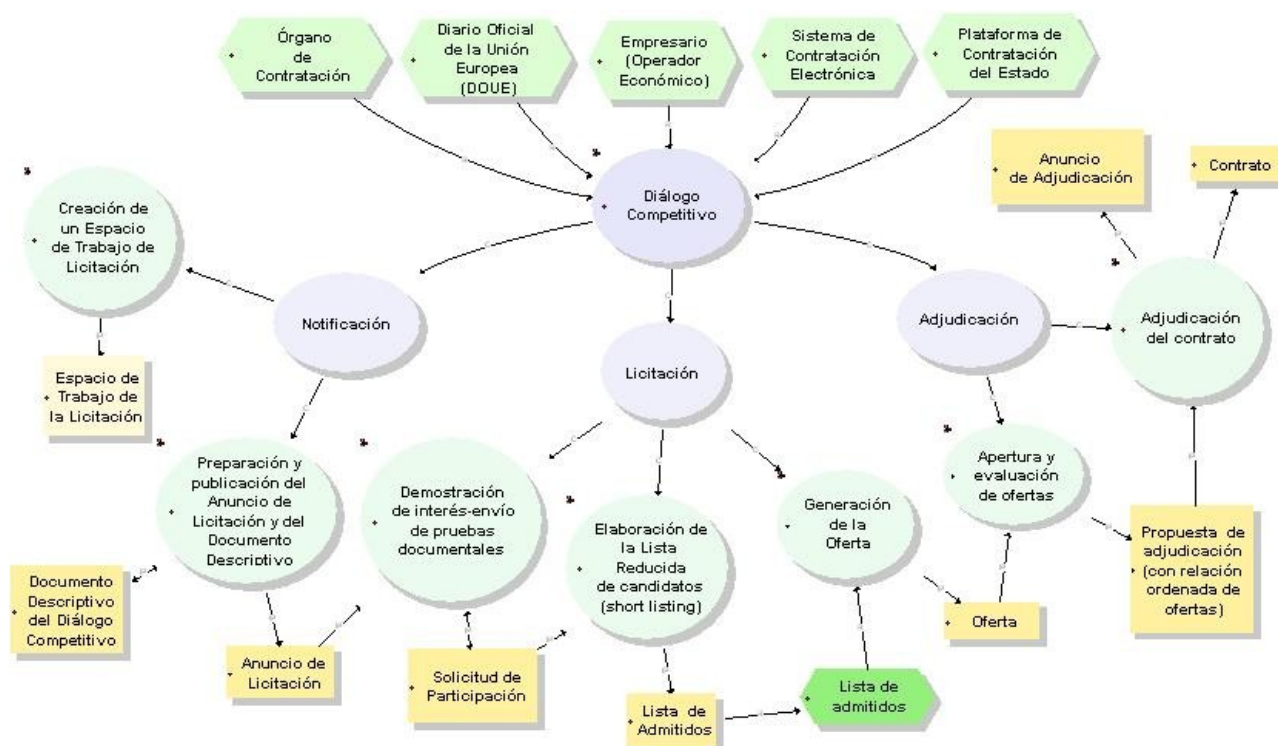 Órgano
de
Contratación
Diario Oficial
de la Unión
Europea
(DOUE)
Empresario
(Operador
Económico)
Sistema de
Contratación
Electrónica
Plataforma de
Contratación
del Estado
Anuncio
de Adjudicación
Contrato
Diálogo
Competitivo
Creación de
un Espacio
de Trabajo de
Licitación
Notificación
Licitación
Adjudicación
Adjudicación
del contrato
Espacio de
Trabajo de
la Licitación
Preparación y
publicación del
Anuncio de
Licitación y del
Documento
Descriptivo
Demostración
de interés-envío
de pruebas
documentales
Elaboración de
la Lista
Reducida
de candidatos
(short listing)
Generación
de la
Oferta
Apertura y
evaluación
de ofertas
Documento
Descriptivo
del Diálogo
Competitivo
Anuncio de
Licitación
Solicitud de
Participación
Lista de
Admitidos
Lista de
admitidos
Oferta
Propuesta de
adjudicación
(con relación
ordenada de
ofertas)